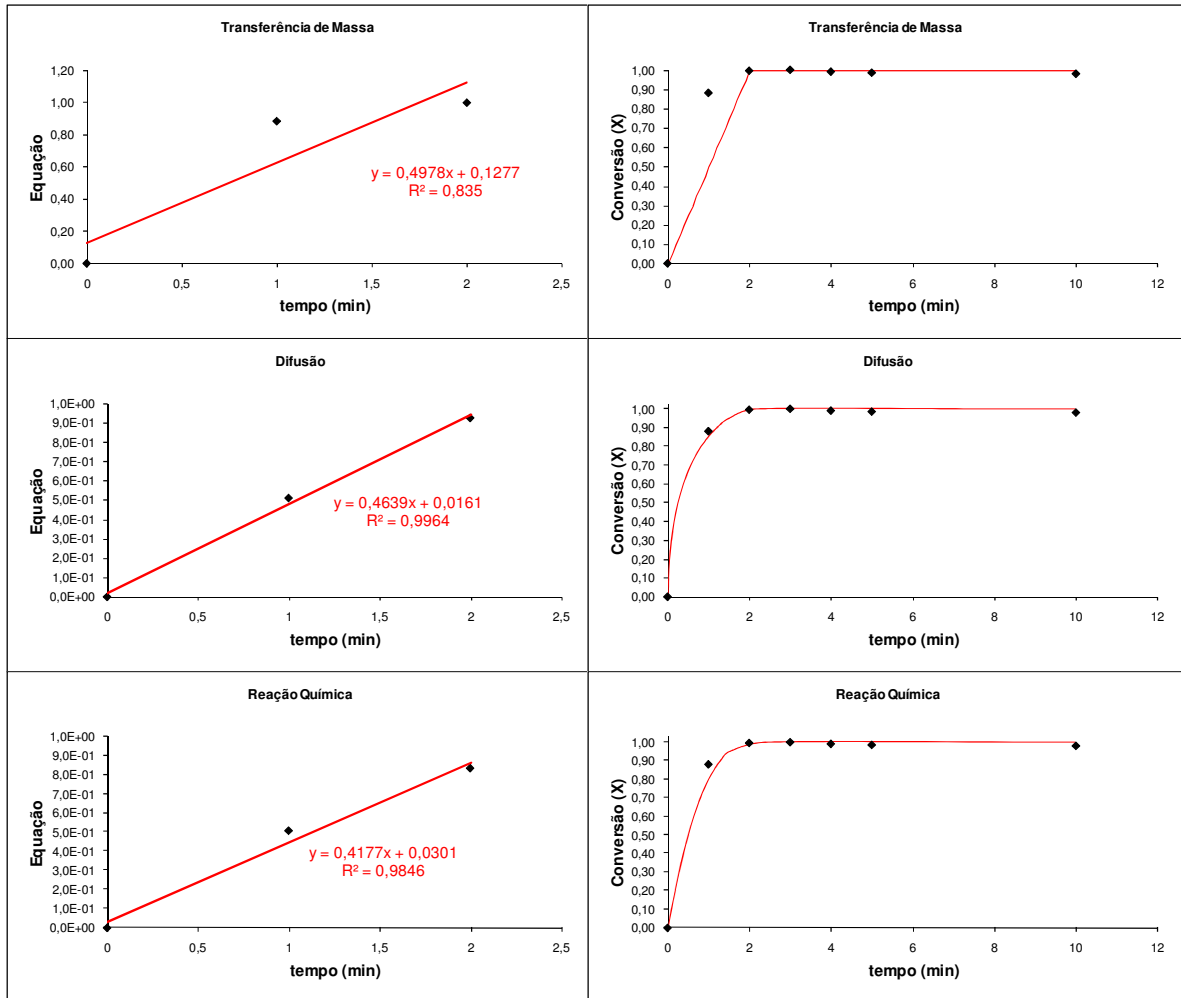 Transferência de Massa
1,20
1,00
0,80
0,60
0,40
0,20
0,00
Equação
y = 0,4978x + 0,1277
R² = 0,835
0 0,5 1 1,5 2 2,5
tempo (min)
Transferência de Massa
1,00
0,90
0,80
0,70
0,60
0,50
0,40
0,30
0,20
0,10
0,00
Conversão (X)
0 2 4 6 8 10 12
tempo (min)
Difusão
1,0E+00
9,0E-01
8,0E-01
7,0E-01
6,0E-01
5,0E-01
4,0E-01
3,0E-01
2,0E-01
1,0E-01
0,0E+00
Equação
y = 0,4639x + 0,0161
R² = 0,9964
0 0,5 1 1,5 2 2,5
tempo (min)
Difusão
1,00
0,90
0,80
0,70
0,60
0,50
0,40
0,30
0,20
0,10
0,00
Conversão (X)
0 2 4 6 8 10 12
tempo (min)
Reação Química
1,0E+00
9,0E-01
8,0E-01
7,0E-01
6,0E-01
5,0E-01
4,0E-01
3,0E-01
2,0E-01
1,0E-01
0,0E+00
Equação
y = 0,4177x + 0,0301
R² = 0,9846
0 0,5 1 1,5 2 2,5
tempo (min)
Reação Química
1,00
0,90
0,80
0,70
0,60
0,50
0,40
0,30
0,20
0,10
0,00
Conversão (X)
0 2 4 6 8 10 12
tempo (min)